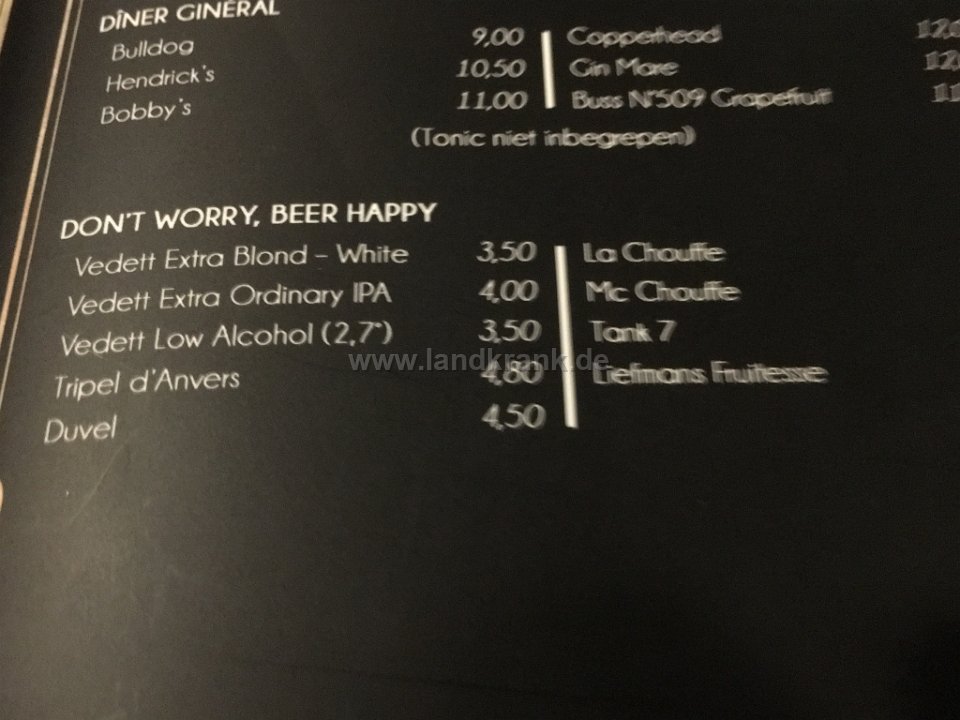 DÎNER GINÉRAL
Bulldog 9,00 Copperhead
Hendrick's 10,50 Gin Mare
Bobby's 11,00 Buss N°509 Grapefruit
(Tonic niet inbegrepen)
DON'T WORRY, BEER HAPPY
Vedett Extra Blond – White 3,50 La Chouffe
Vedett Extra Ordinary IPA 4,00 Mc Chouffe
Vedett Low Alcohol (2,7°) 3,50 Tank 7
www.landkrank.de
Tripel d'Anvers 4,80 Liefmans Fruitesse
Duvel 4,50